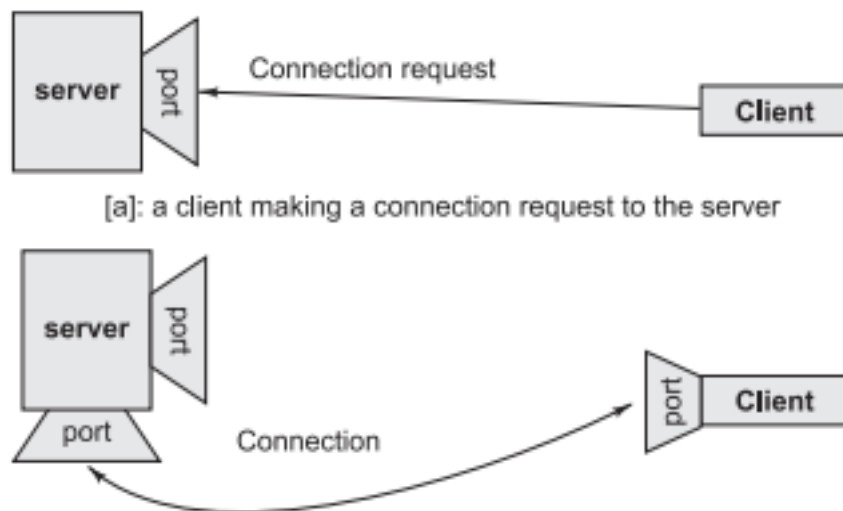 server
port
Connection request
Client
[a]: a client making a connection request to the server
server
port
port
Connection
port
Client